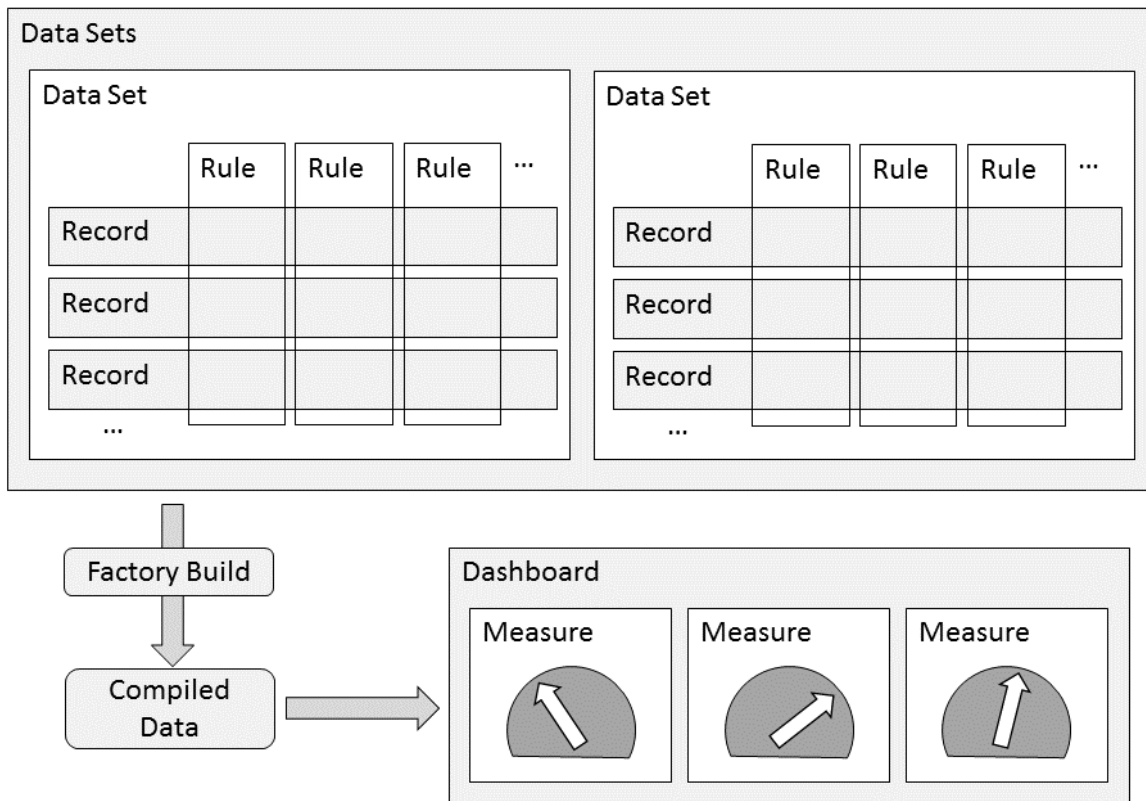 Data Sets
Data Set
Rule Rule Rule ...
Record
Record
Record
...
Data Set
Rule Rule Rule ...
Record
Record
Record
...
Factory Build
Compiled
Data
Dashboard
Measure
Measure
Measure